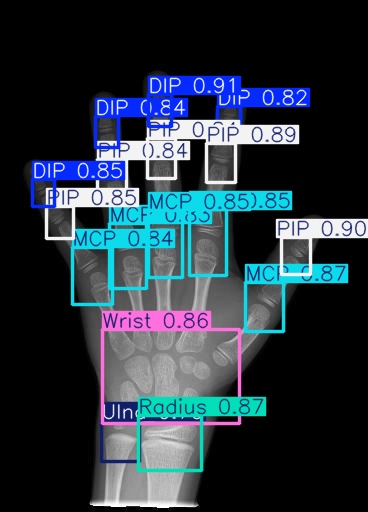 DIP 0.91
DIP 0.84
DIP 0.82
PIP 0.89
PIP 0.84
DIP 0.85
PIP 0.85
MCP 0.85
MCP 0.84
PIP 0.90
MCP 0.87
Wrist 0.86
Radius 0.87